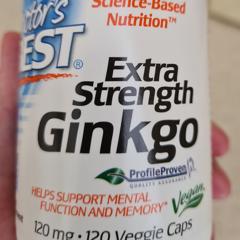 Science-Based
Nutrition™
BEST®
Extra
Strength
Ginkgo
ProfileProven
QUALITY ASSURANCE
HELPS SUPPORT MENTAL
FUNCTION AND MEMORY*
Vegan
120 mg • 120 Veggie Caps